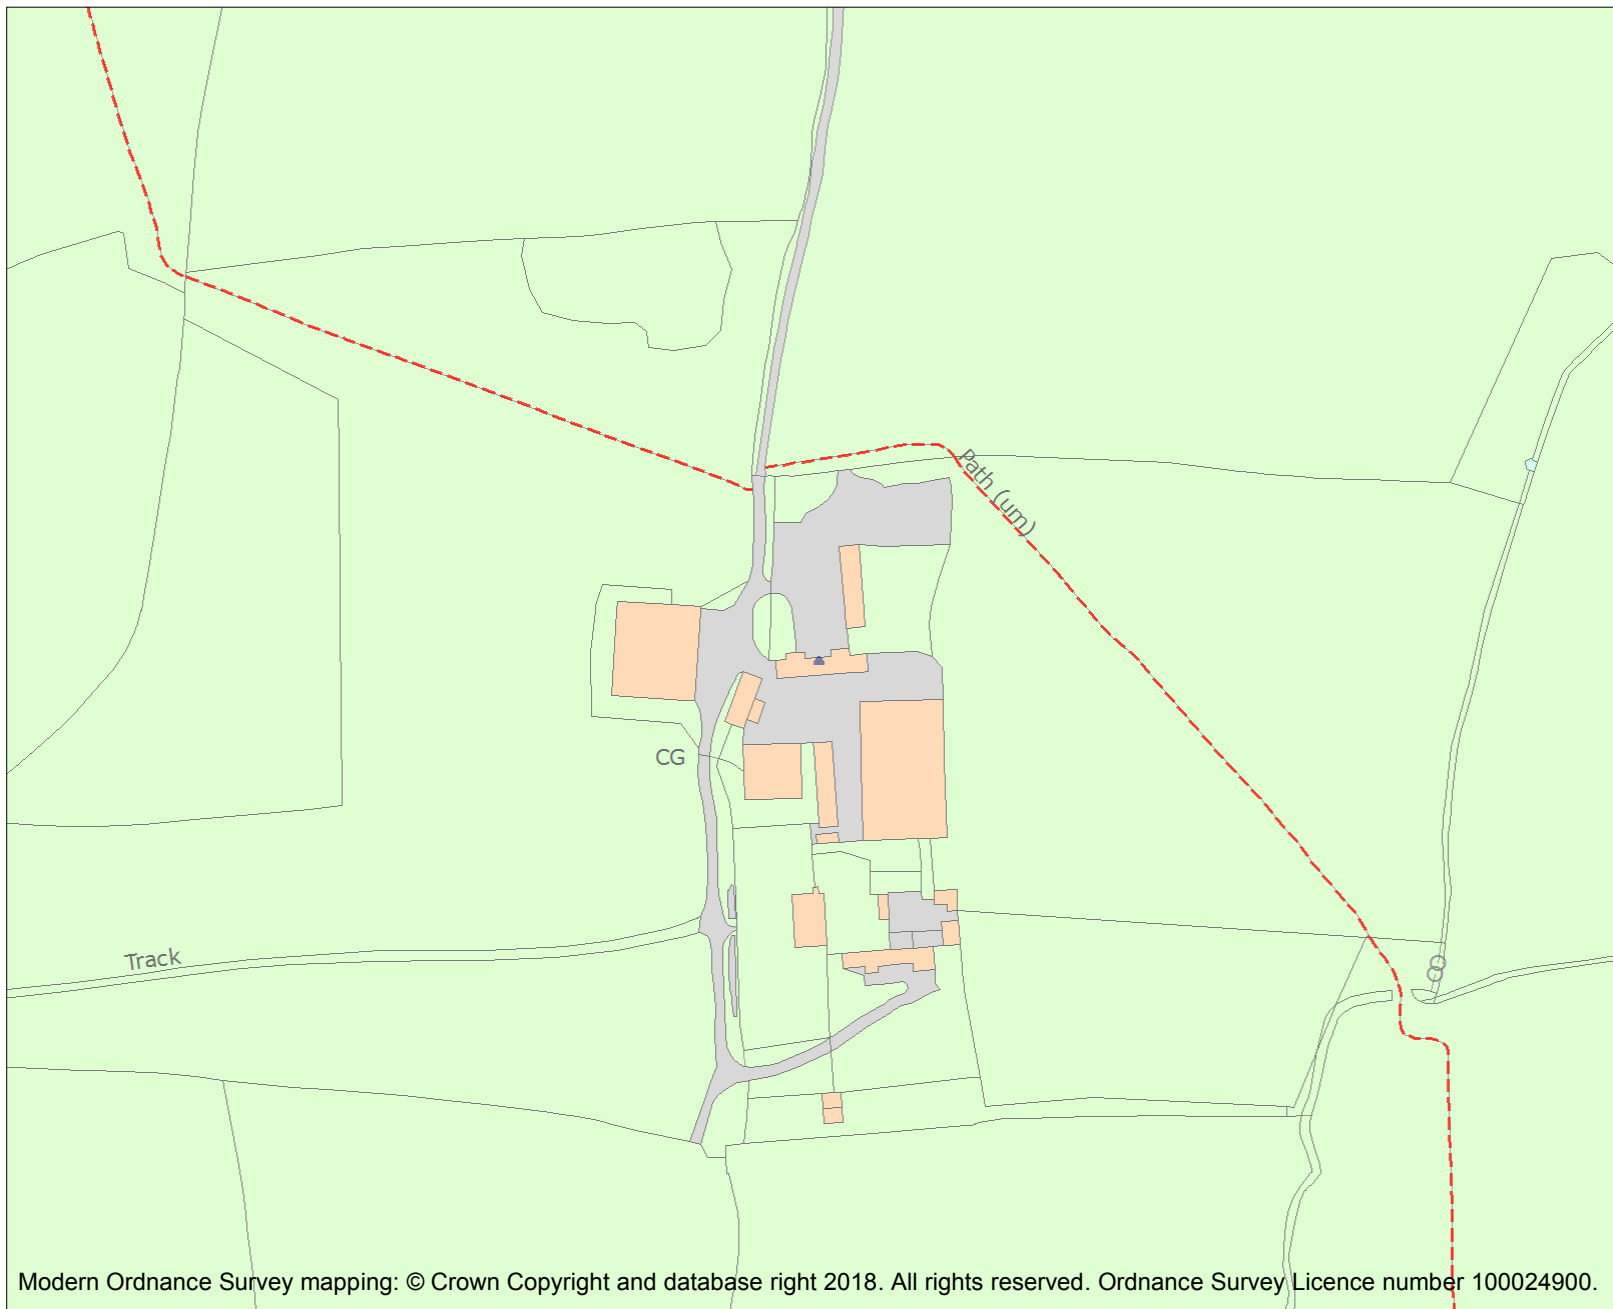 Path (um)
CG
Track
Modern Ordnance Survey mapping: © Crown Copyright and database right 2018. All rights reserved. Ordnance Survey Licence number 100024900.